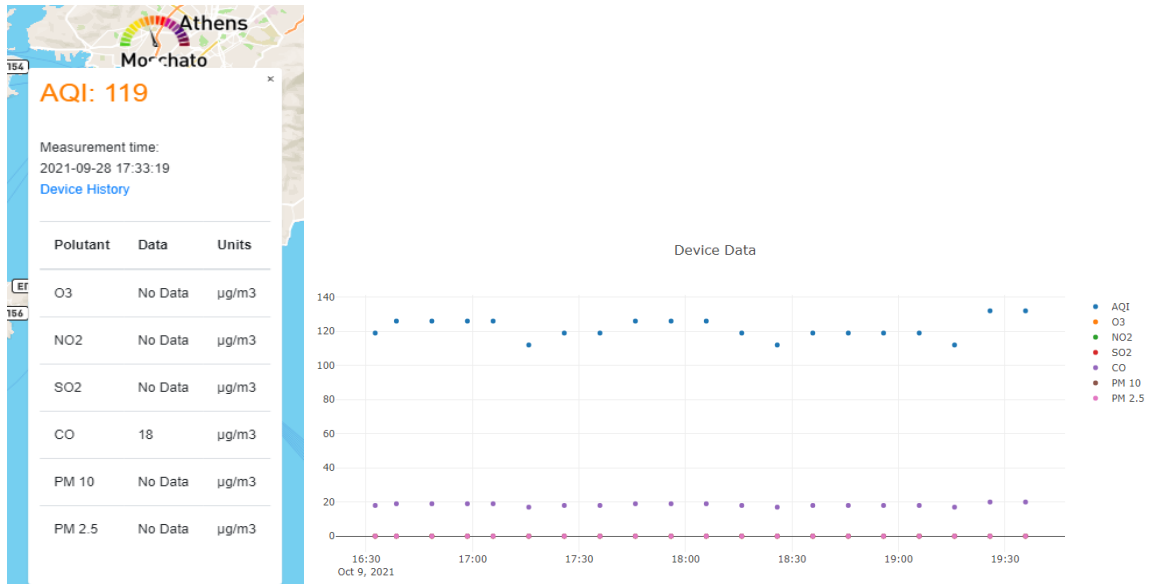 Athens
Moschato
154
×
AQI: 119
Measurement time:
2021-09-28 17:33:19
Device History
Polutant Data Units
O3 No Data µg/m3
NO2 No Data µg/m3
SO2 No Data µg/m3
CO 18 µg/m3
PM 10 No Data µg/m3
PM 2.5 No Data µg/m3
156
Device Data
140
120
100
80
60
40
20
0
16:30 17:00 17:30 18:00 18:30 19:00 19:30
Oct 9, 2021
AQI
O3
NO2
SO2
CO
PM 10
PM 2.5